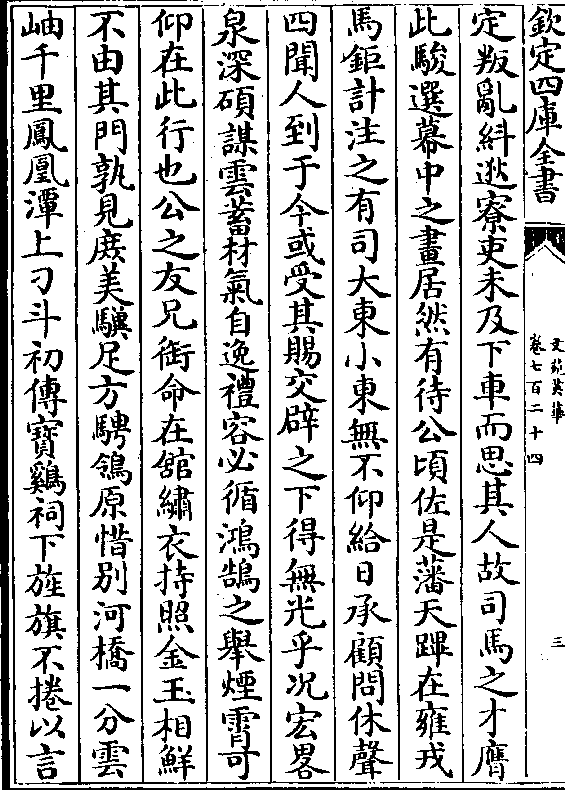 欽定四庫全書
文苑英華
卷七百二十四
三
定叛亂糾逖寮吏未及下車而思其人故司馬之才膺
此駿選幕中之畫居然有待公頃佐是藩天蹕在雍戎
馬鉅計注之有司大東小東無不仰給日承顧問休聲
四聞人到于今或受其賜交辟之下得無光乎况宏畧
泉深碩謀雲蓄材氣自逸禮容必循鴻鵠之舉煙霄可
仰在此行也公之友兄銜命在舘繡衣持照金玉相鮮
不由其門孰見庶美驥足方騁鴒原惜别河橋一分雲
岫千里鳳凰潭上刁斗初傳寳鷄祠下旌旗不捲以言